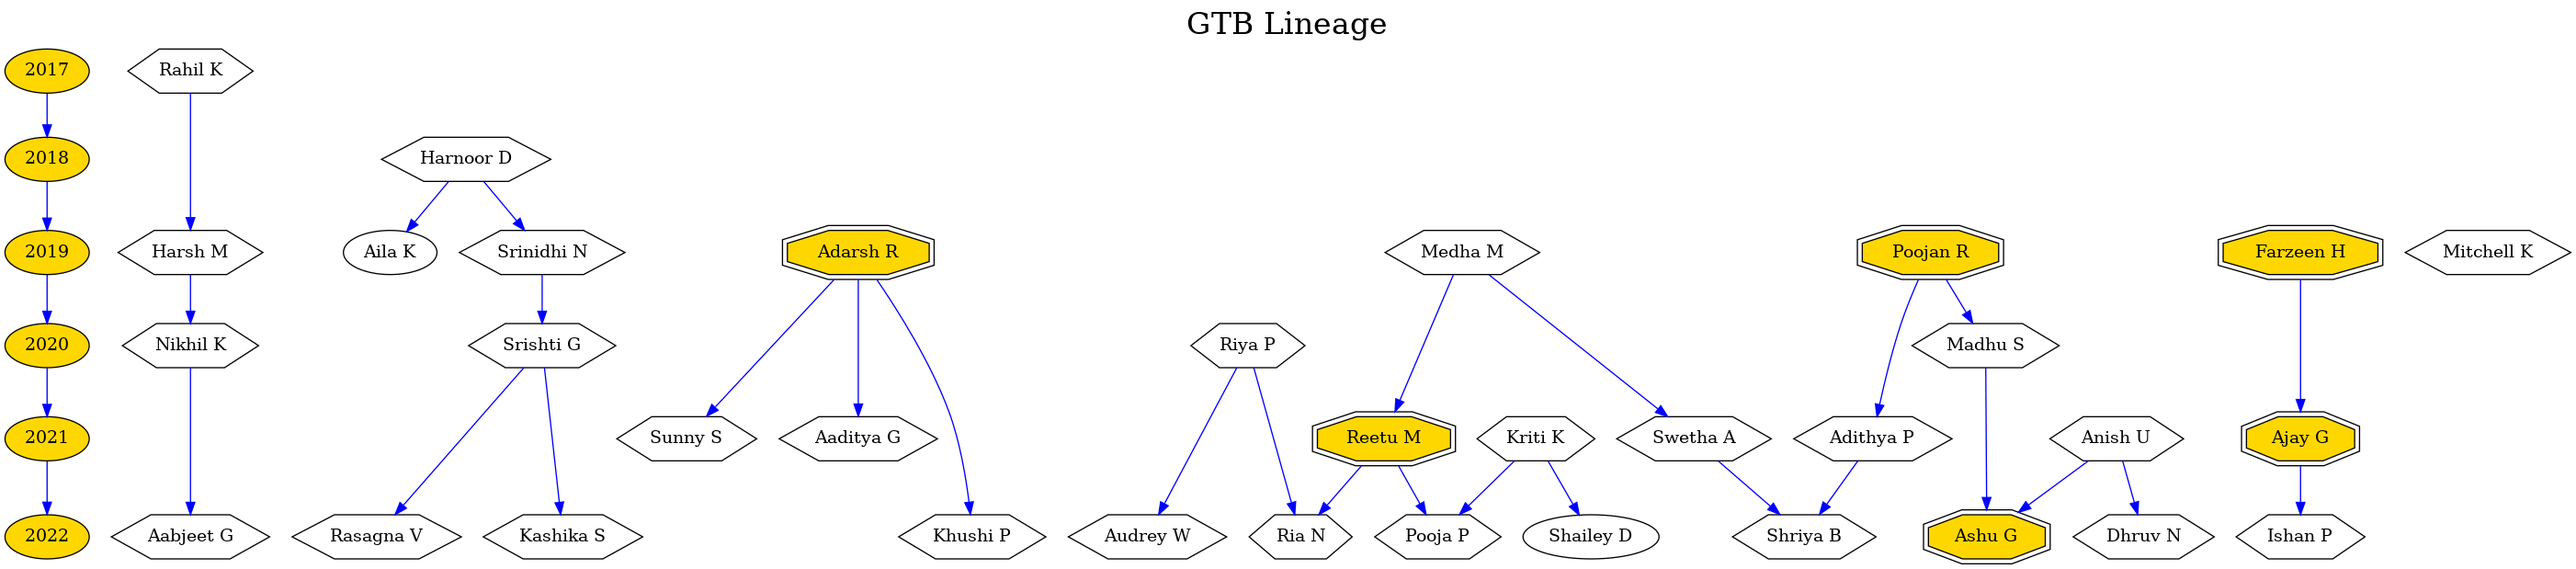 GTB Lineage
2017
Rahil K
2018
Harnoor D
2019
Harsh M
Aila K
Srinidhi N
Adarsh R
Medha M
Poojan R
Farzeen H
Mitchell K
2020
Nikhil K
Srishti G
Riya P
Madhu S
2021
Sunny S
Aaditya G
Reetu M
Kriti K
Swetha A
Adithya P
Anish U
Ajay G
2022
Aabjeet G
Rasagna V
Kashika S
Khushi P
Audrey W
Ria N
Pooja P
Shailey D
Shriya B
Ashu G
Dhruv N
Ishan P